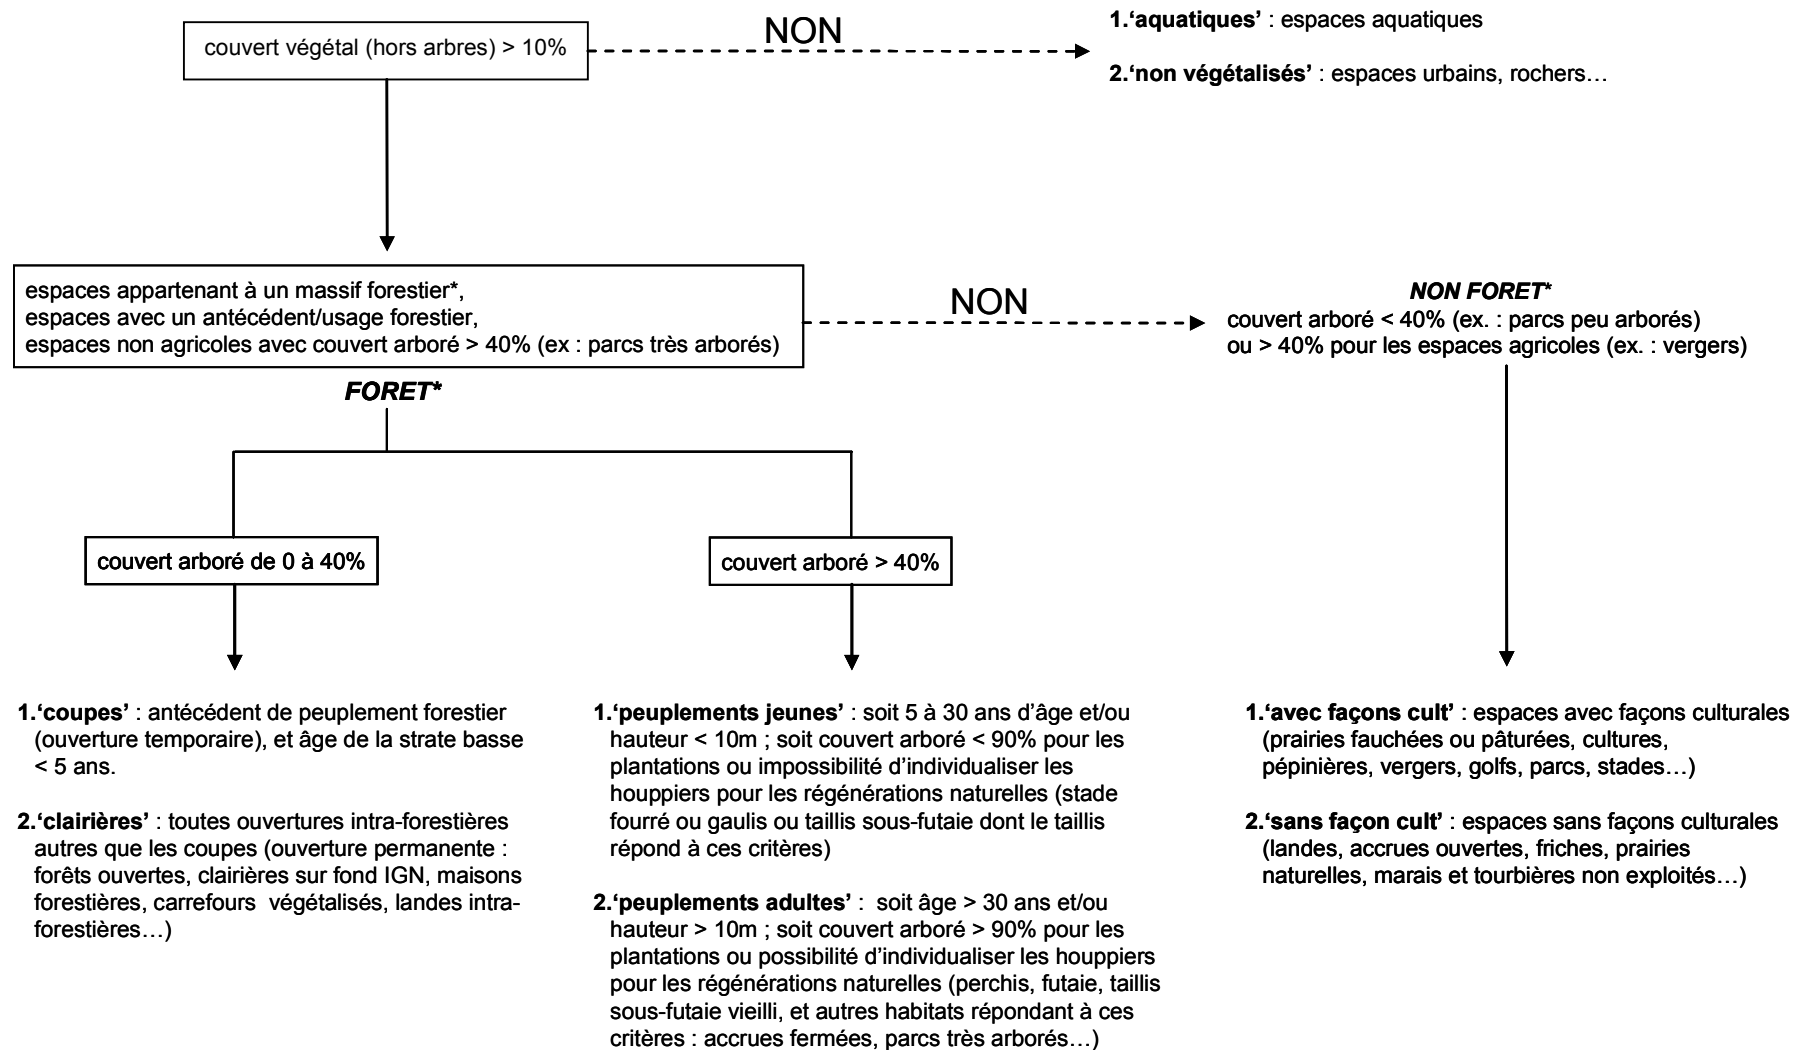 couvert végétal (hors arbres) > 10%
NON
1.‘aquatiques’ : espaces aquatiques
2.‘non végétalisés’ : espaces urbains, rochers…
espaces appartenant à un massif forestier*,
espaces avec un antécédent/usage forestier,
espaces non agricoles avec couvert arboré > 40% (ex : parcs très arborés)
NON
NON FORET*
couvert arboré < 40% (ex. : parcs peu arborés)
ou > 40% pour les espaces agricoles (ex. : vergers)
FORET*
couvert arboré de 0 à 40%
couvert arboré > 40%
1.‘coupes’ : antécédent de peuplement forestier
(ouverture temporaire), et âge de la strate basse
< 5 ans.
2.‘clairières’ : toutes ouvertures intra-forestières
autres que les coupes (ouverture permanente :
forêts ouvertes, clairières sur fond IGN, maisons
forestières, carrefours végétalisés, landes intra-
forestières…)
1.‘peuplements jeunes’ : soit 5 à 30 ans d’âge et/ou
hauteur < 10m ; soit couvert arboré < 90% pour les
plantations ou impossibilité d’individualiser les
houppiers pour les régénérations naturelles (stade
fourré ou gaulis ou taillis sous-futaie dont le taillis
répond à ces critères)
2.‘peuplements adultes’ : soit âge > 30 ans et/ou
hauteur > 10m ; soit couvert arboré > 90% pour les
plantations ou possibilité d’individualiser les houppiers
pour les régénérations naturelles (perchis, futaie, taillis
sous-futaie vieilli, et autres habitats répondant à ces
critères : accrues fermées, parcs très arborés…)
1.‘avec façons cult’ : espaces avec façons culturales
(prairies fauchées ou pâturées, cultures,
pépinières, vergers, golfs, parcs, stades…)
2.‘sans façon cult’ : espaces sans façons culturales
(landes, accrues ouvertes, friches, prairies
naturelles, marais et tourbières non exploités…)